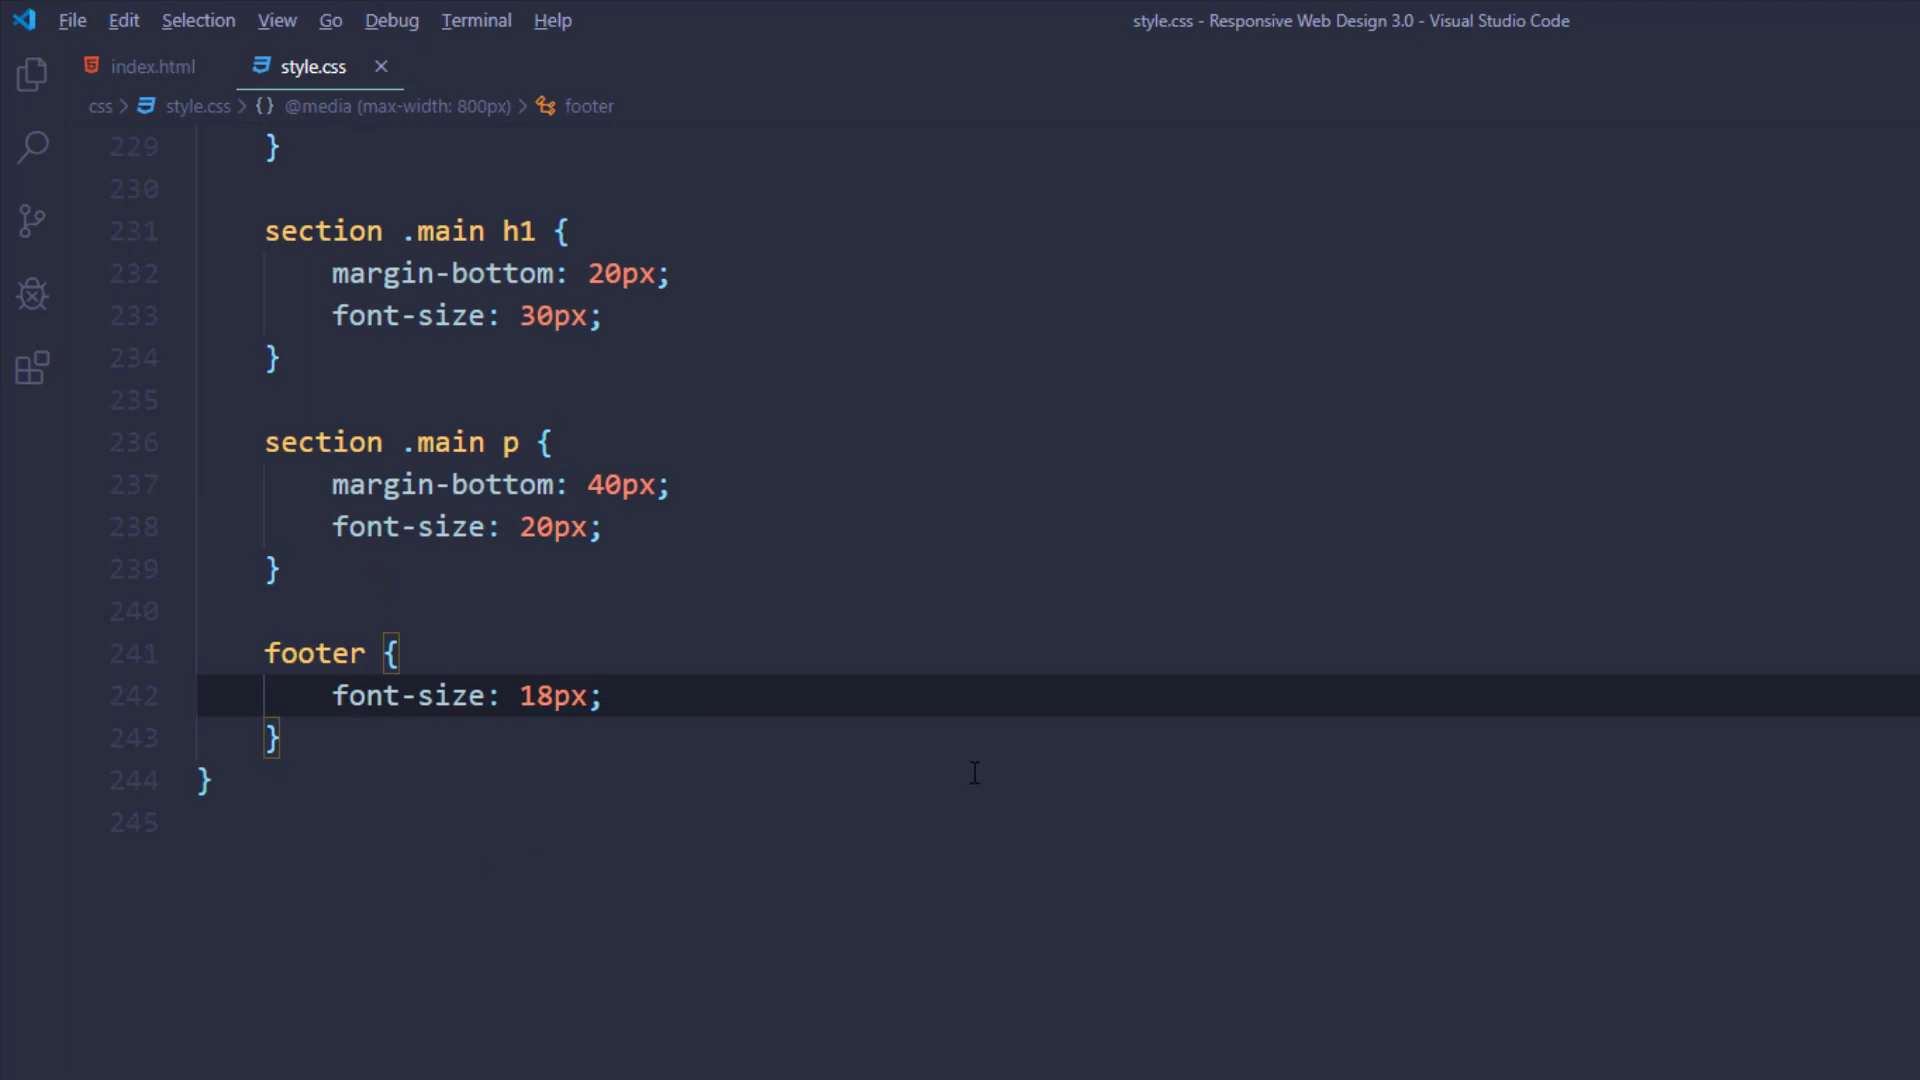 File Edit Selection View Go Debug Terminal Help style.css - Responsive Web Design 3.0 - Visual Studio Code
index.html style.css ×
css > style.css > {} @media (max-width: 800px) > footer
229 }
230
231 section .main h1 {
232 margin-bottom: 20px;
233 font-size: 30px;
234 }
235
236 section .main p {
237 margin-bottom: 40px;
238 font-size: 20px;
239 }
240
241 footer {
242 font-size: 18px;
243 }
244 }
245